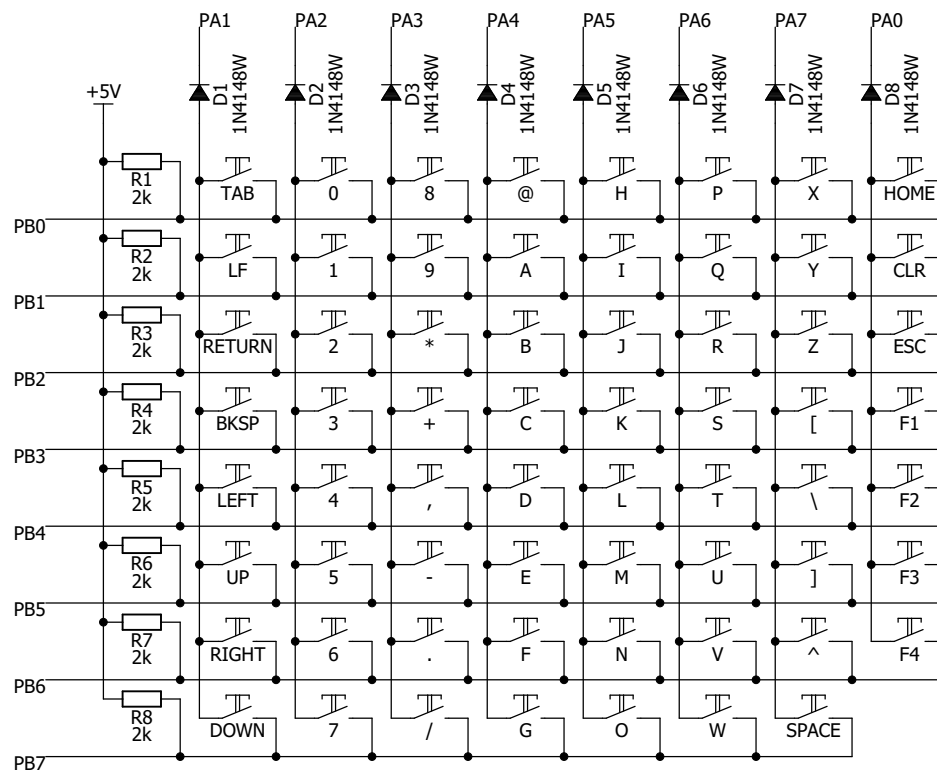 PA1 PA2 PA3 PA4 PA5 PA6 PA7 PA0
+5V
D1 1N4148W D2 1N4148W D3 1N4148W D4 1N4148W D5 1N4148W D6 1N4148W D7 1N4148W D8 1N4148W
R1 2k TAB 0 8 @ H P X HOME
PB0
R2 2k LF 1 9 A I Q Y CLR
PB1
R3 2k RETURN 2 * B J R Z ESC
PB2
R4 2k BKSP 3 + C K S [ F1
PB3
R5 2k LEFT 4 , D L T \ F2
PB4
R6 2k UP 5 - E M U ] F3
PB5
R7 2k RIGHT 6 . F N V ^ F4
PB6
R8 2k DOWN 7 / G O W SPACE
PB7